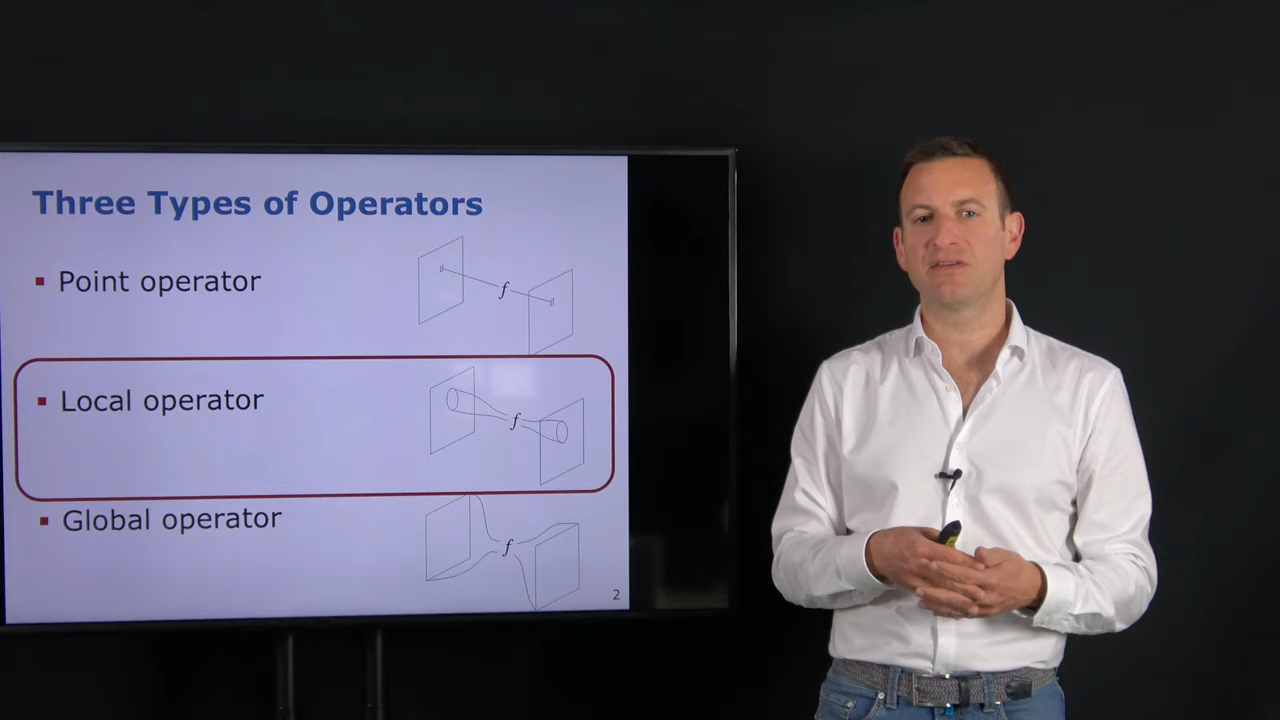 Three Types of Operators
▪ Point operator
f
▪ Local operator
f
▪ Global operator
f
2